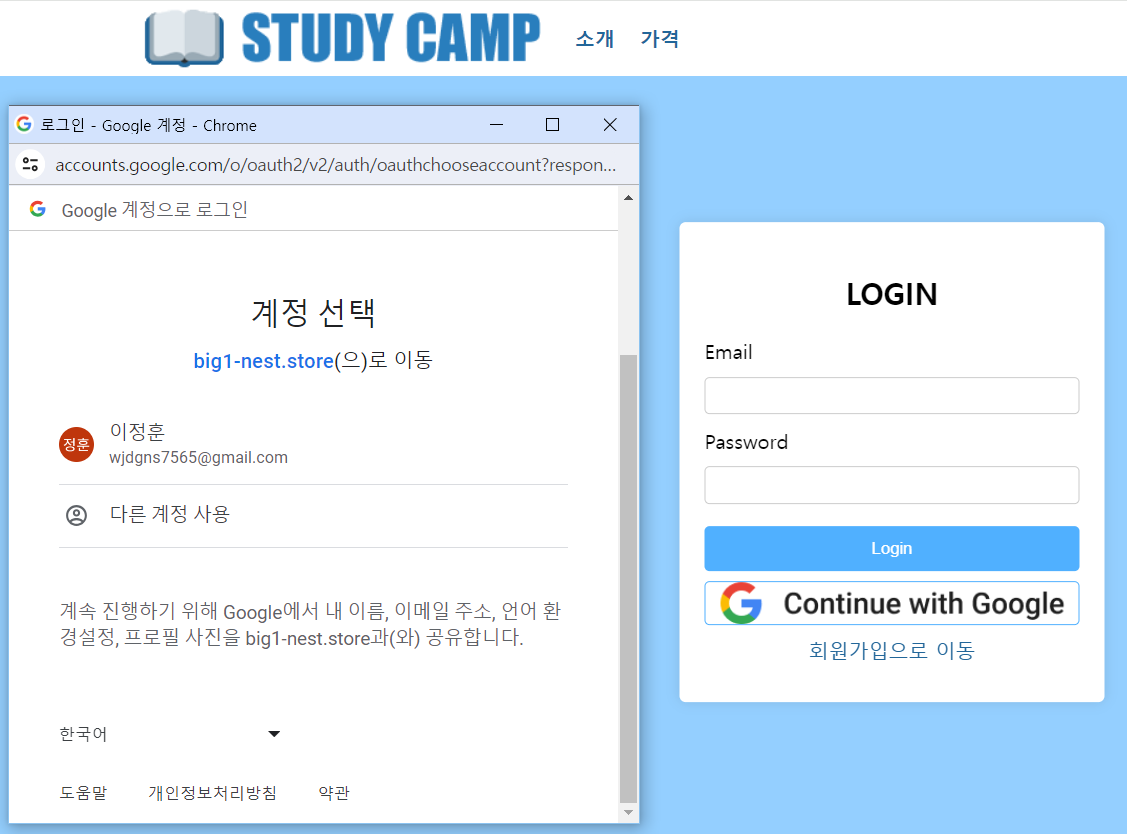 STUDY CAMP 소개 가격
로그인 - Google 계정 - Chrome
accounts.google.com/o/oauth2/v2/auth/oauthchooseaccount?respon...
Google 계정으로 로그인
계정 선택
big1-nest.store(으)로 이동
정훈
이정훈
wjdgns7565@gmail.com
다른 계정 사용
계속 진행하기 위해 Google에서 내 이름, 이메일 주소, 언어 환
경설정, 프로필 사진을 big1-nest.store과(와) 공유합니다.
한국어
도움말 개인정보처리방침 약관
LOGIN
Email
Password
Login
Continue with Google
회원가입으로 이동